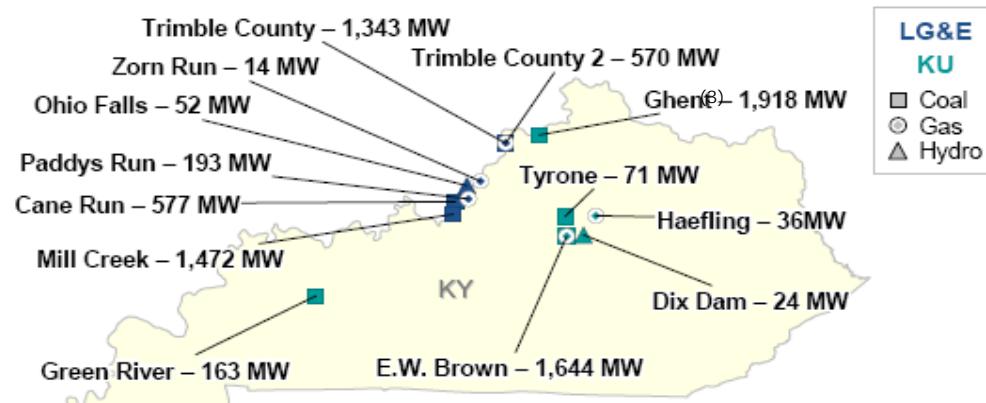 Trimble County – 1,343 MW
Trimble County 2 – 570 MW
Zorn Run – 14 MW
Ohio Falls – 52 MW
Ghent(8) – 1,918 MW
Paddys Run – 193 MW
Tyrone – 71 MW
Cane Run – 577 MW
Haefling – 36MW
Mill Creek – 1,472 MW
KY
Dix Dam – 24 MW
Green River – 163 MW
E.W. Brown – 1,644 MW
LG&E
KU
Coal
Gas
Hydro